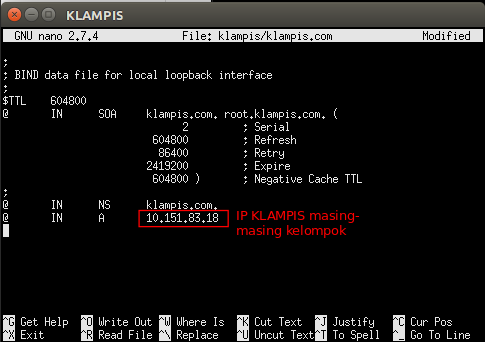 KLAMPIS
GNU nano 2.7.4 File: klampis/klampis.com Modified
;
; BIND data file for local loopback interface
;
$TTL 604800
@ IN SOA klampis.com. root.klampis.com. (
2 ; Serial
604800 ; Refresh
86400 ; Retry
2419200 ; Expire
604800 ) ; Negative Cache TTL
;
@ IN NS klampis.com.
@ IN A 10.151.83.18
IP KLAMPIS masing-
masing kelompok
^G Get Help ^O Write Out ^W Where Is ^K Cut Text ^J Justify ^C Cur Pos
^X Exit ^R Read File ^\ Replace ^U Uncut Text ^T To Spell ^_ Go To Line